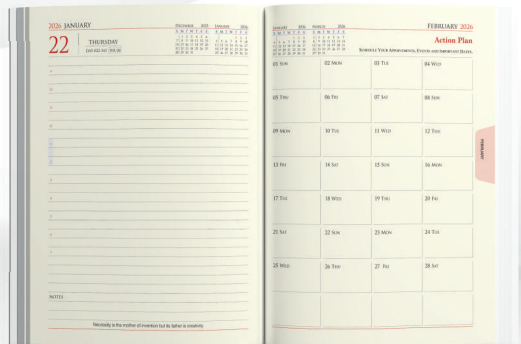 2026 JANUARY
22
THURSDAY
DECEMBER 2025 JANUARY 2026
S M T W T F S S M T W T F S
NOTES
Necessity is the mother of invention but its father is creativity
JANUARY 2026 MARCH 2026
S M T W T F S S M T W T F S
FEBRUARY 2026
Action Plan
SCHEDULE YOUR APPOINTMENTS, EVENTS AND IMPORTANT DATES.
01 SUN 02 MON 03 TUE 04 WED
05 THU 06 FRI 07 SAT 08 SUN
09 MON 10 TUE 11 WED 12 THU
13 FRI 14 SAT 15 SUN 16 MON
17 TUE 18 WED 19 THU 20 FRI
21 SAT 22 SUN 23 MON 24 TUE
25 WED 26 THU 27 FRI 28 SAT
FEBRUARY